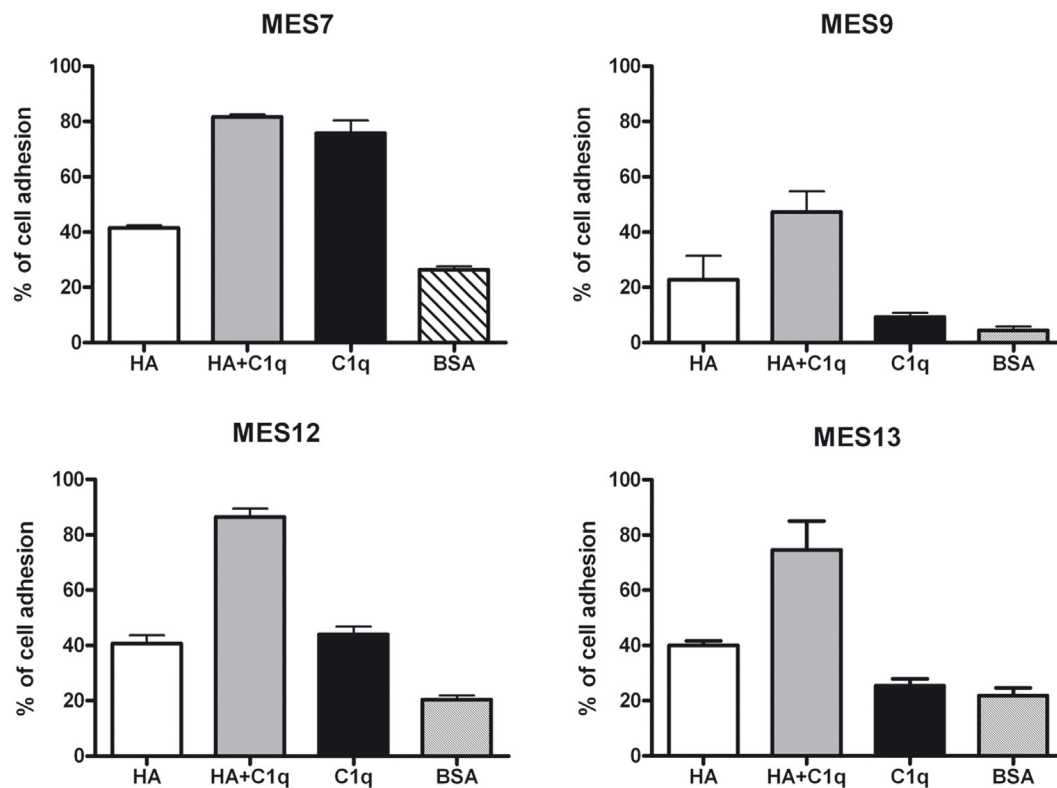 MES7
% of cell adhesion
100
80
60
40
20
0
HA HA+C1q C1q BSA
MES9
% of cell adhesion
100
80
60
40
20
0
HA HA+C1q C1q BSA
MES12
% of cell adhesion
100
80
60
40
20
0
HA HA+C1q C1q BSA
MES13
% of cell adhesion
100
80
60
40
20
0
HA HA+C1q C1q BSA